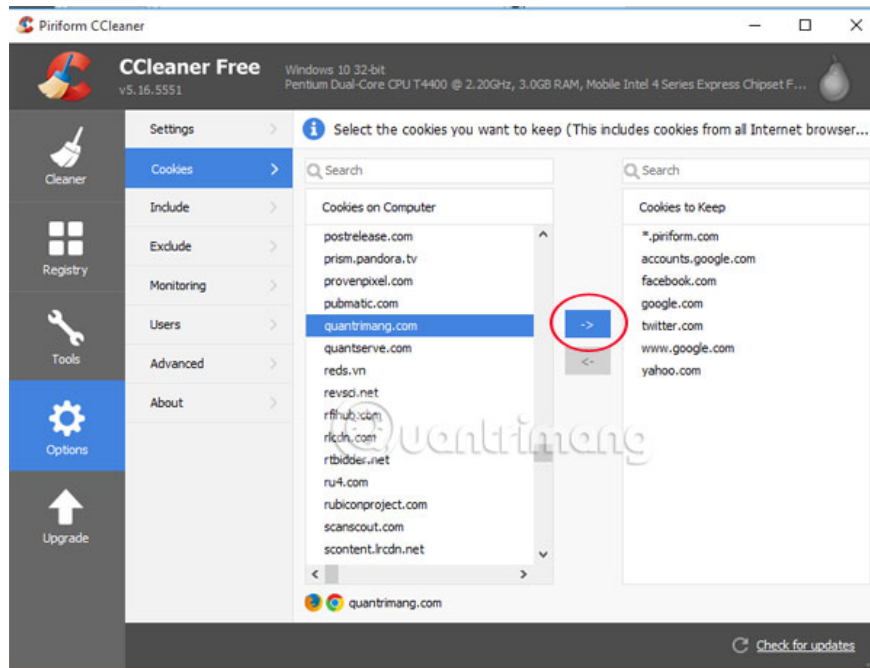 Piriform CCleaner
CCleaner Free
v5.16.5551
Windows 10 32-bit
Pentium Dual-Core CPU T4400 @ 2.20GHz, 3.0GB RAM, Mobile Intel 4 Series Express Chipset F...
Cleaner
Registry
Tools
Options
Upgrade
Settings
Cookies
Include
Exclude
Monitoring
Users
Advanced
About
Select the cookies you want to keep (This includes cookies from all Internet browser...
Search
Cookies on Computer
postrelease.com
prism.pandora.tv
provenpixel.com
pubmatic.com
quantrimang.com
quantserve.com
reds.vn
revsci.net
rfihub.com
rlcdn.com
rtbidder.net
ru4.com
rubiconproject.com
scanscout.com
scontent.lrcdn.net
quantrimang.com
->
<-
Search
Cookies to Keep
*.piriform.com
accounts.google.com
facebook.com
google.com
twitter.com
www.google.com
yahoo.com
Quantrimang
Check for updates